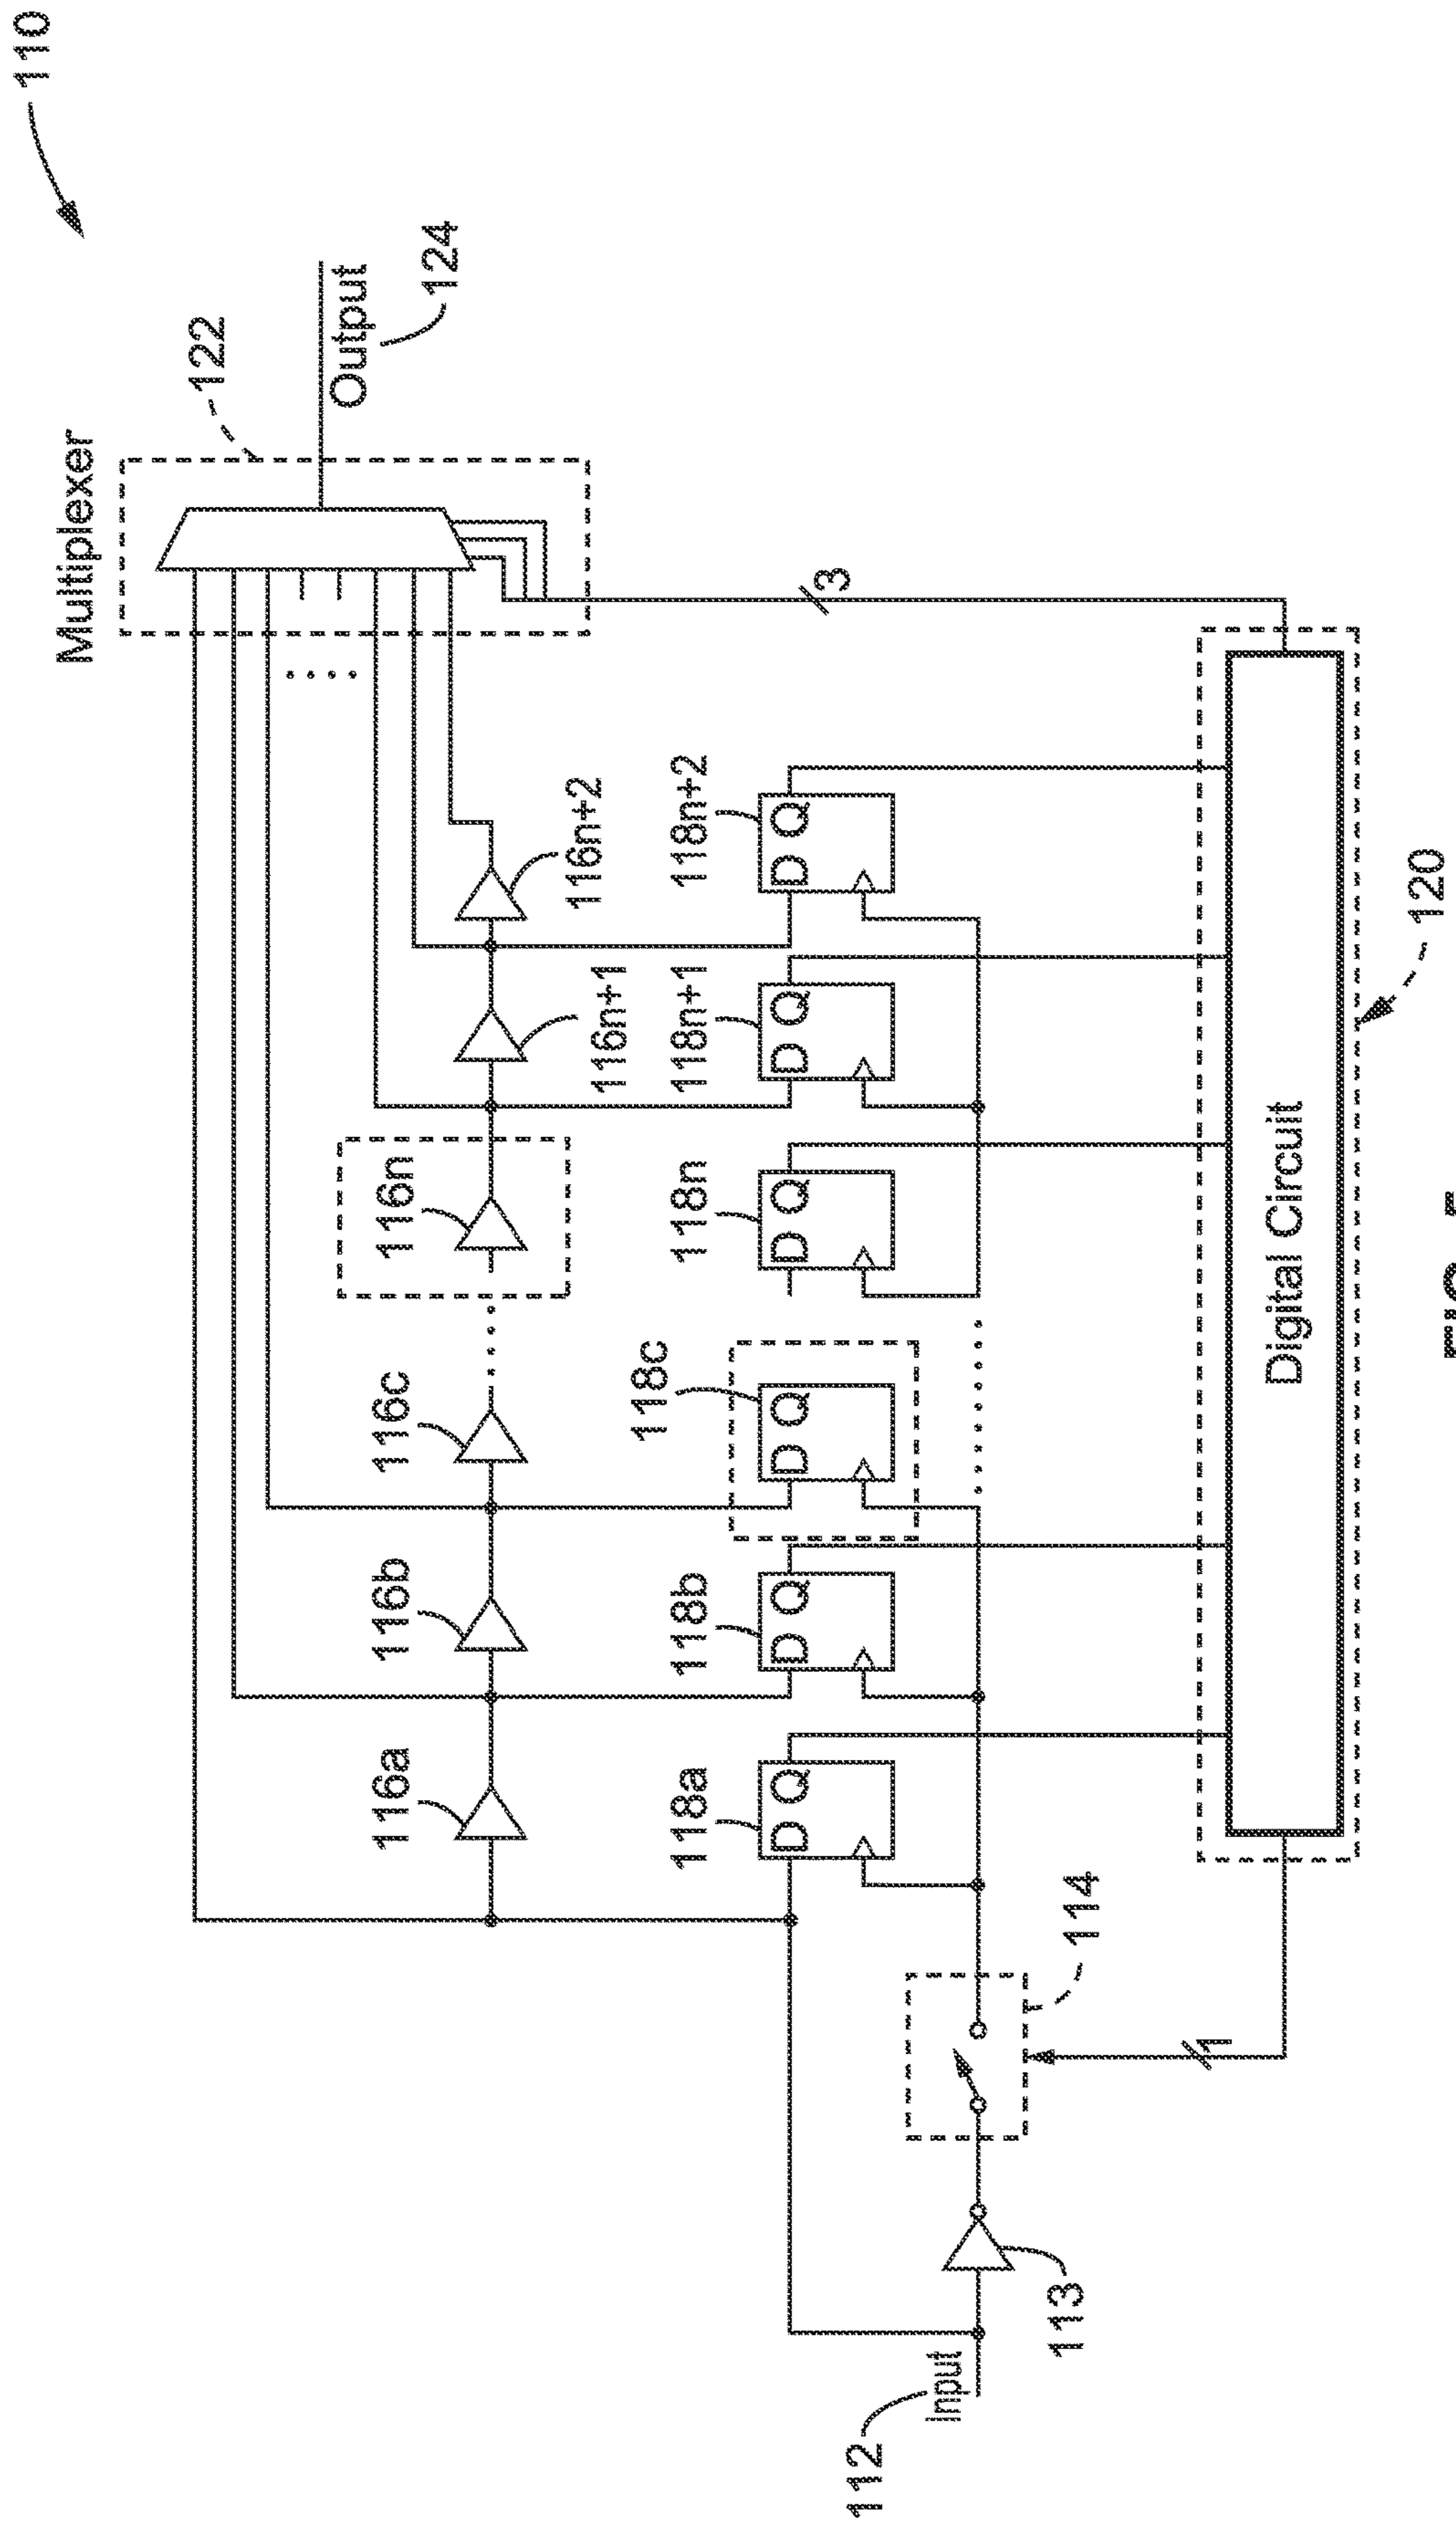 110
Multiplexer
122
Output
124
3
116a
116b
116c
116n
116n+1
116n+2
118a
118b
118c
118n
118n+1
118n+2
D Q
D Q
D Q
D Q
D Q
D Q
112
Input
113
114
1
Digital Circuit
120